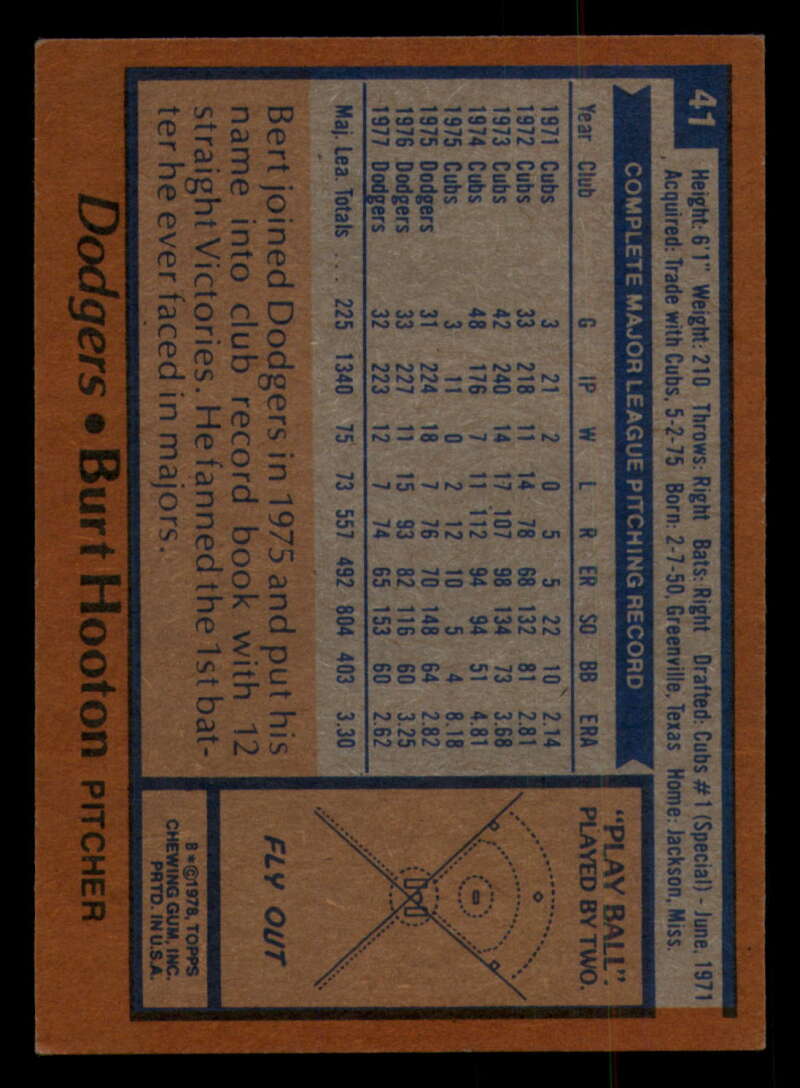 41
Height: 6'1" Weight: 210 Throws: Right Bats: Right Drafted: Cubs #1 (Special) - June, 1971
Acquired: Trade with Cubs, 5-2-75 Born: 2-7-50, Greenville, Texas Home: Jackson, Miss.
COMPLETE MAJOR LEAGUE PITCHING RECORD
Year Club G IP W L R ER SO BB ERA
1971 Cubs 3 21 2 0 5 5 22 10 2.14
1972 Cubs 33 218 11 14 78 68 132 81 2.81
1973 Cubs 42 240 14 17 107 98 134 73 3.68
1974 Cubs 48 176 7 11 112 94 94 51 4.81
1975 Cubs 3 11 0 2 12 10 5 4 8.18
1975 Dodgers 31 224 18 7 76 70 148 64 2.82
1976 Dodgers 33 227 11 15 93 82 116 60 3.25
1977 Dodgers 32 223 12 7 74 65 153 60 2.62
Maj. Lea. Totals ... 225 1340 75 73 557 492 804 403 3.30
Bert joined Dodgers in 1975 and put his
name into club record book with 12
straight Victories. He fanned the 1st bat-
ter he ever faced in majors.
"PLAY BALL".
PLAYED BY TWO.
FLY OUT
B*©1978, TOPPS
CHEWING GUM, INC.
PRTD. IN U.S.A.
Dodgers • Burt Hooton PITCHER